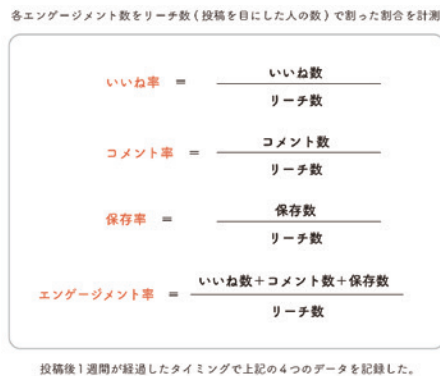 各エンゲージメント数をリーチ数(投稿を目にした人の数)で割った割合を計測
いいね率 = いいね数
リーチ数
コメント率 = コメント数
リーチ数
保存率 = 保存数
リーチ数
エンゲージメント率 = いいね数+コメント数+保存数
リーチ数
投稿後1週間が経過したタイミングで上記の4つのデータを記録した。